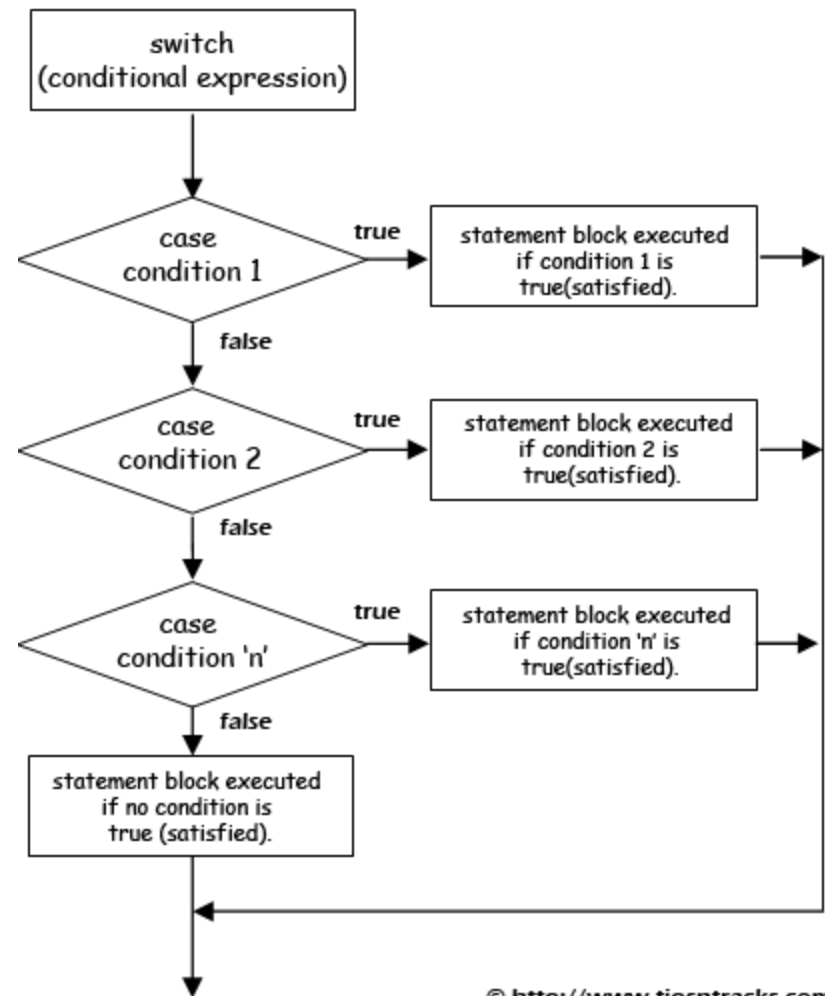 switch
(conditional expression)
case
condition 1
true
statement block executed
if condition 1 is
true(satisfied).
false
case
condition 2
true
statement block executed
if condition 2 is
true(satisfied).
false
case
condition 'n'
true
statement block executed
if condition 'n' is
true(satisfied).
false
statement block executed
if no condition is
true (satisfied).